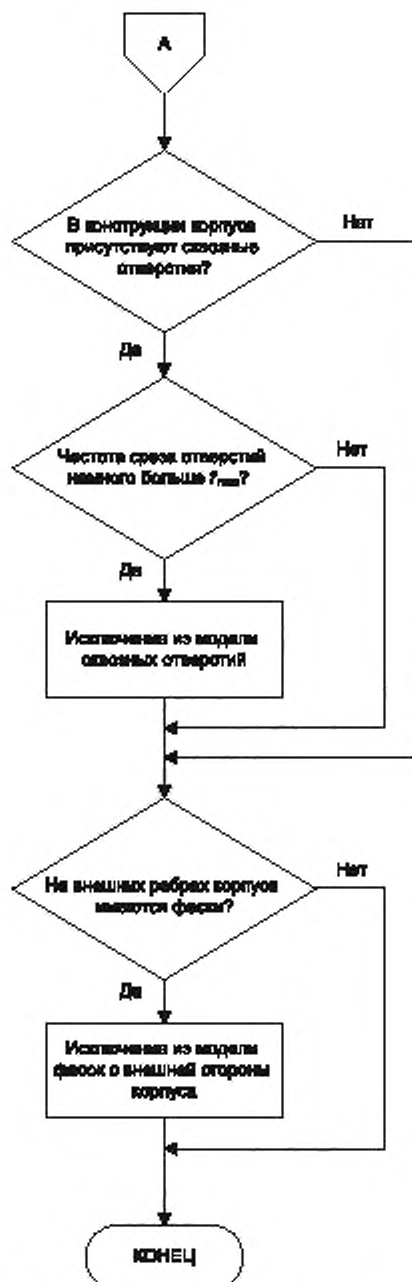 А
В конструкции корпуса
присутствуют сквозные
отверстия?
Нет
Да
Частота среза отверстий
намного больше fmax?
Нет
Да
Исключение из модели
сквозных отверстий
На внешних ребрах корпуса
имеются фаски?
Нет
Да
Исключение из модели
фасок с внешней стороны
корпуса
КОНЕЦ